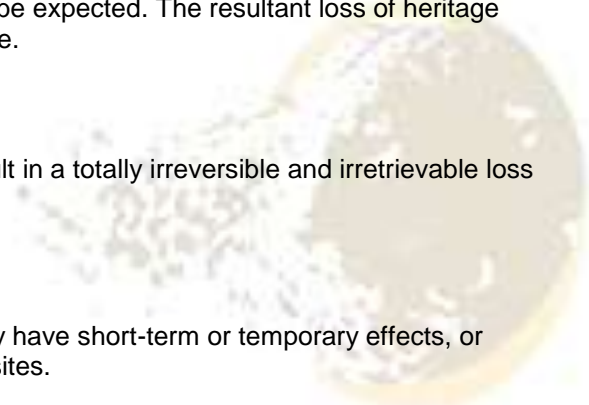 be expected. The resultant loss of heritage
e.
lt in a totally irreversible and irretrievable loss
y have short-term or temporary effects, or
sites.